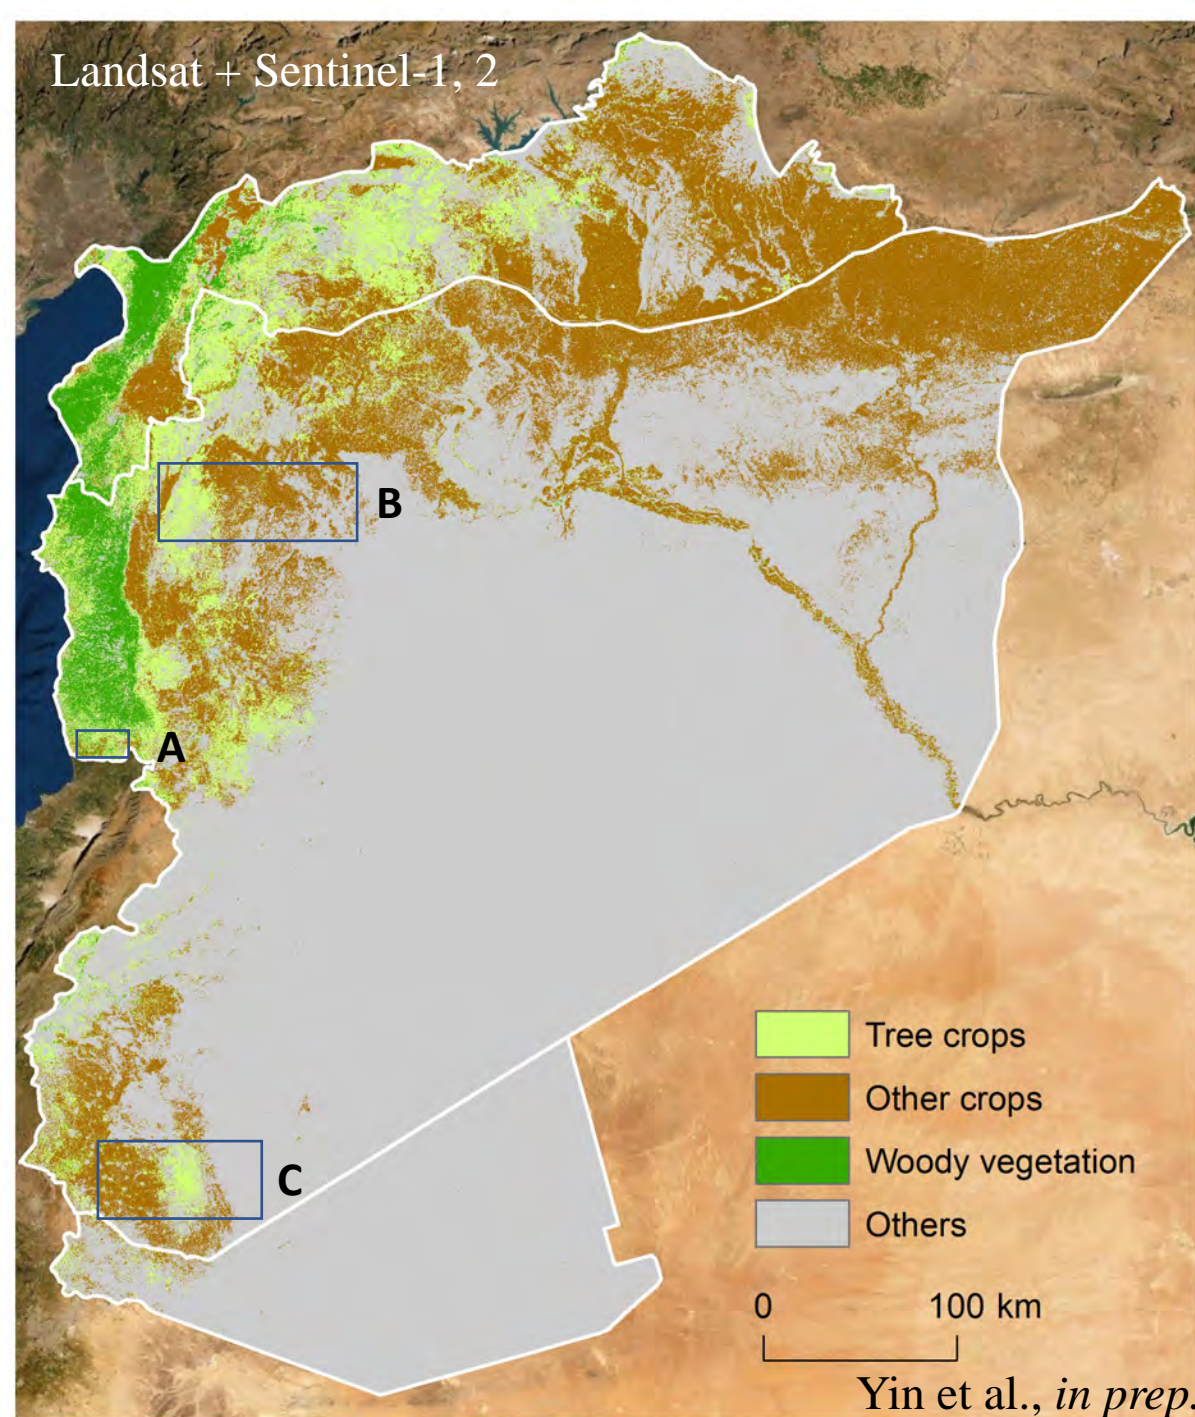 Landsat + Sentinel-1, 2
B
A
C
Tree crops
Other crops
Woody vegetation
Others
0 100 km
Yin et al., in prep.